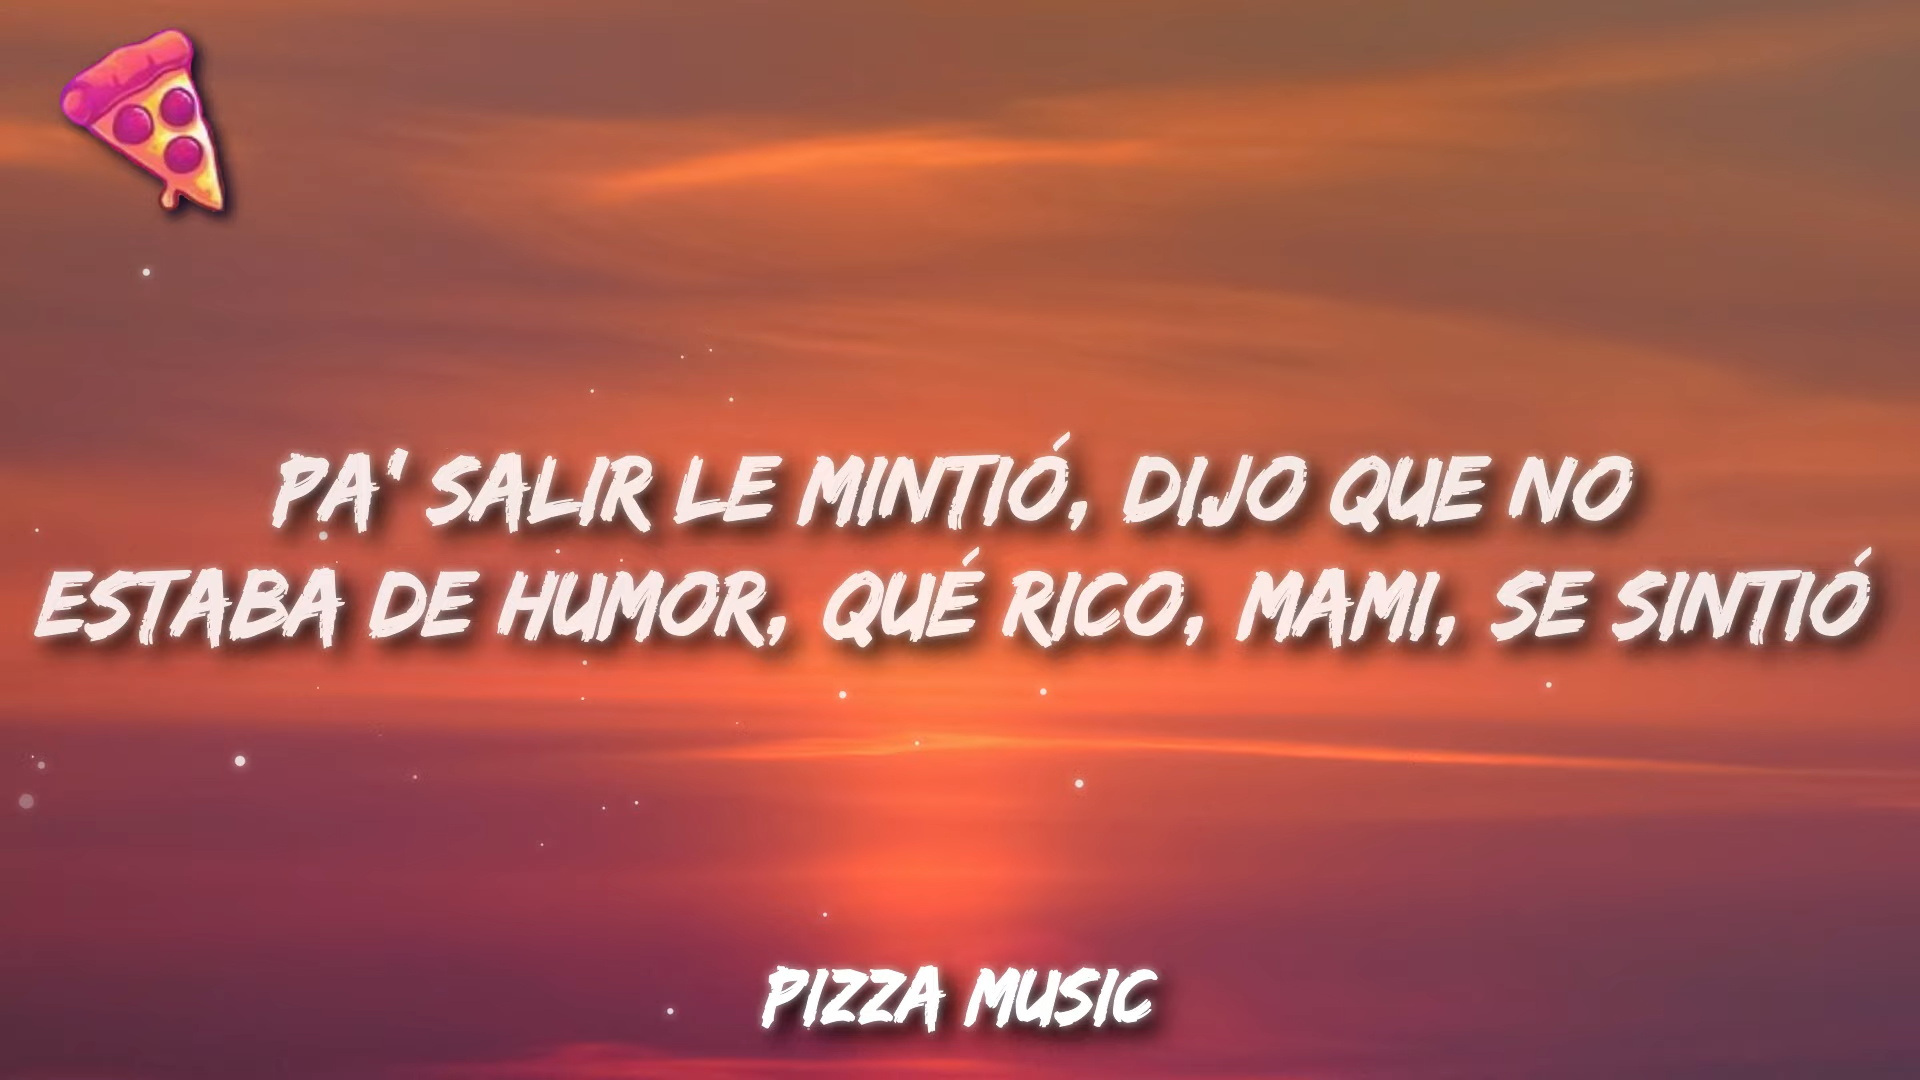 PA' SALIR LE MINTIÓ, DIJO QUE NO
ESTABA DE HUMOR, QUÉ RICO, MAMI, SE SINTIÓ
PIZZA MUSIC